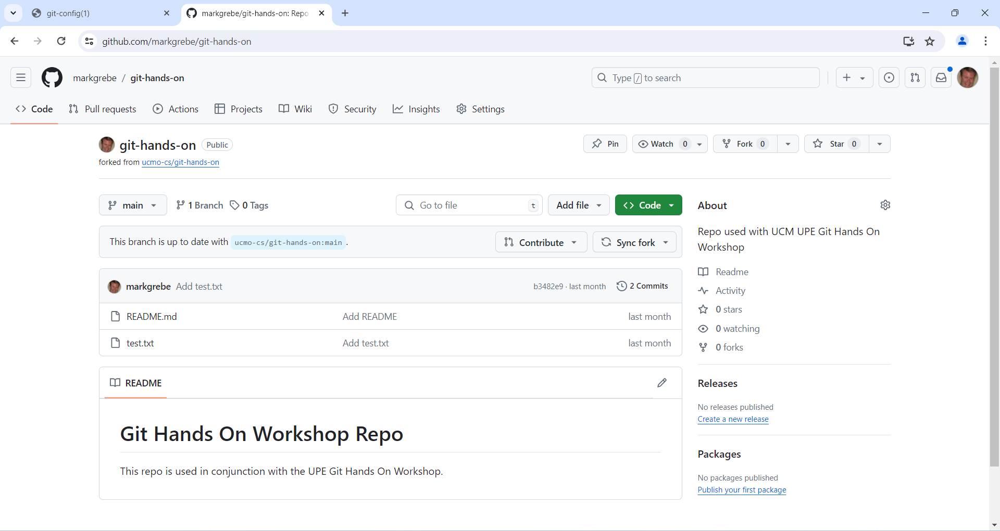 git-config(1)
markgrebe/git-hands-on: Repo
github.com/markgrebe/git-hands-on
markgrebe / git-hands-on
Type / to search
Code Pull requests Actions Projects Wiki Security Insights Settings
git-hands-on Public
Pin Watch 0 Fork 0 Star 0
forked from ucmo-cs/git-hands-on
main 1 Branch 0 Tags
Go to file t Add file Code
This branch is up to date with ucmo-cs/git-hands-on:main .
Contribute Sync fork
markgrebe Add test.txt b3482e9 · last month 2 Commits
README.md Add README last month
test.txt Add test.txt last month
README
Git Hands On Workshop Repo
This repo is used in conjunction with the UPE Git Hands On Workshop.
About
Repo used with UCM UPE Git Hands On
Workshop
Readme
Activity
0 stars
0 watching
0 forks
Releases
No releases published
Create a new release
Packages
No packages published
Publish your first package